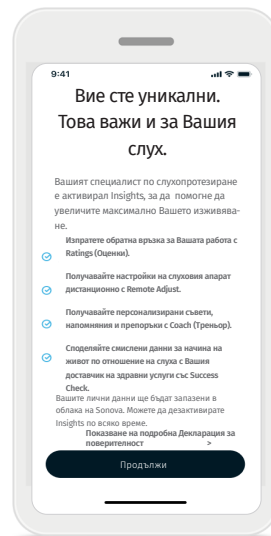 9:41
Вие сте уникални.
Това важи и за Вашия
слух.
Вашият специалист по слухопротезиране
е активирал Insights, за да помогне да
увеличите максимално Вашето изживява-
не.
Изпратете обратна връзка за Вашата работа с
Ratings (Оценки).
Получавайте настройки на слуховия апарат
дистанционно с Remote Adjust.
Получавайте персонализирани съвети,
напомняния и препоръки с Coach (Треньор).
Споделяйте смислени данни за начина на
живот по отношение на слуха с Вашия
доставчик на здравни услуги със Success
Check.
Вашите лични данни ще бъдат запазени в
облака на Sonova. Можете да дезактивирате
Insights по всяко време.
Показване на подробна Декларация за
поверителност >
Продължи